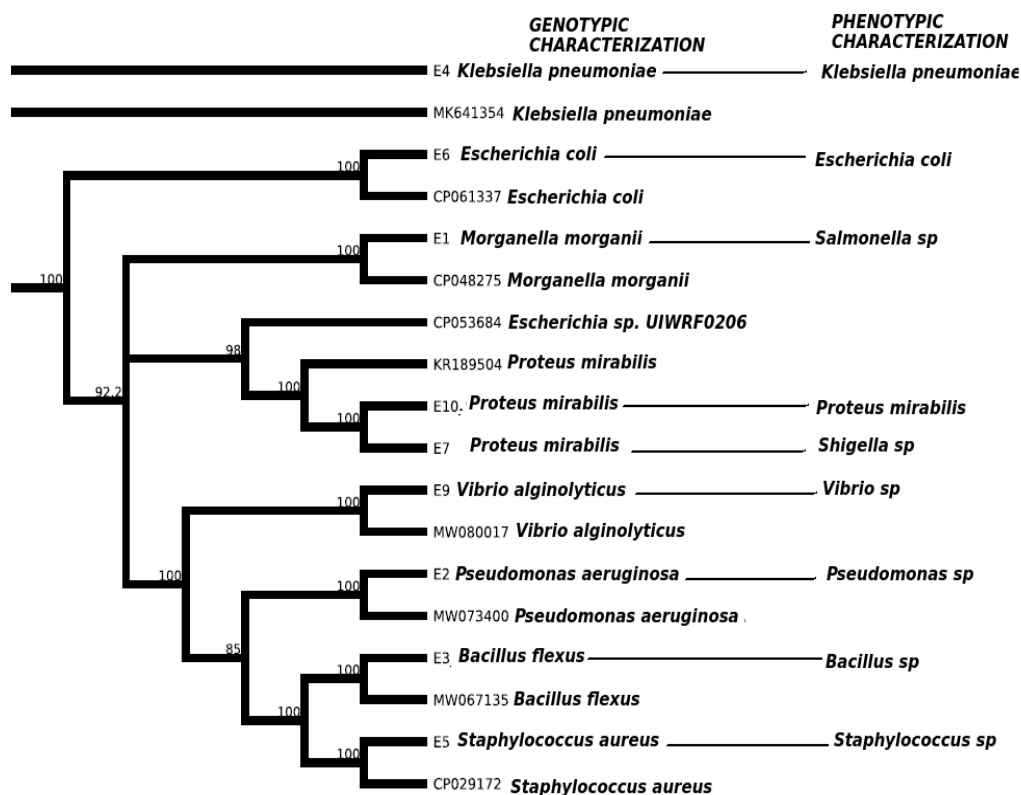 GENOTYPIC
CHARACTERIZATION
PHENOTYPIC
CHARACTERIZATION
E4 Klebsiella pneumoniae Klebsiella pneumoniae
MK641354 Klebsiella pneumoniae
100 E6 Escherichia coli Escherichia coli
CP061337 Escherichia coli
100 E1 Morganella morganii Salmonella sp
100 CP048275 Morganella morganii
CP053684 Escherichia sp. UIWRF0206
98 KR189504 Proteus mirabilis
92,2 100 E10. Proteus mirabilis Proteus mirabilis
100 E7 Proteus mirabilis Shigella sp
100 E9 Vibrio alginolyticus Vibrio sp
MW080017 Vibrio alginolyticus
100 100 E2 Pseudomonas aeruginosa Pseudomonas sp
MW073400 Pseudomonas aeruginosa
85 100 E3 Bacillus flexus Bacillus sp
100 MW067135 Bacillus flexus
100 E5 Staphylococcus aureus Staphylococcus sp
CP029172 Staphylococcus aureus